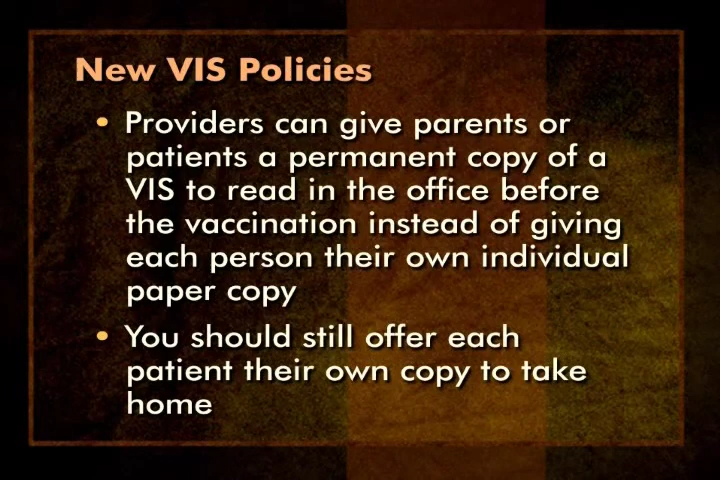 New VIS Policies
• Providers can give parents or
patients a permanent copy of a
VIS to read in the office before
the vaccination instead of giving
each person their own individual
paper copy
• You should still offer each
patient their own copy to take
home